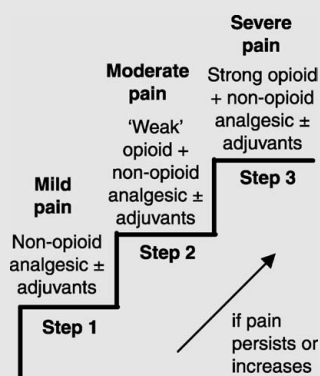 Mild
pain
Non-opioid
analgesic ±
adjuvants
Step 1
Moderate
pain
‘Weak’
opioid +
non-opioid
analgesic ±
adjuvants
Step 2
Severe
pain
Strong opioid
+ non-opioid
analgesic ±
adjuvants
Step 3
if pain
persists or
increases